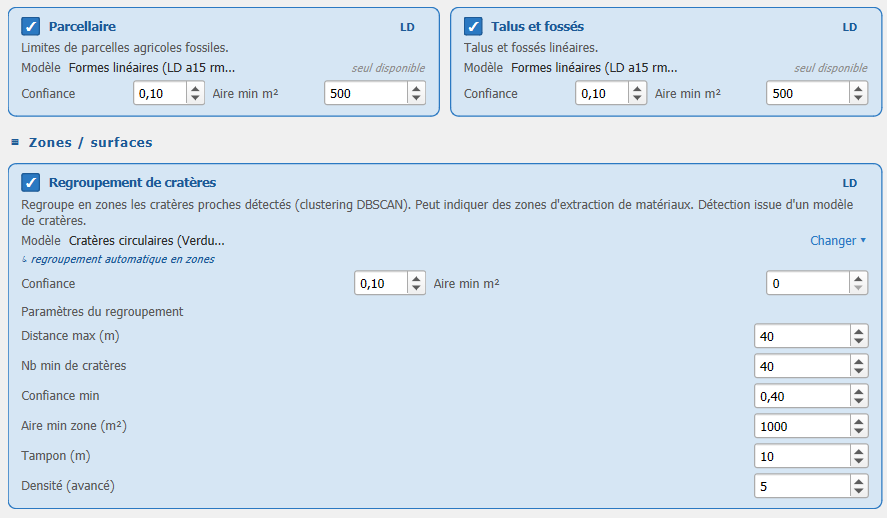 Parcellaire LD
Limites de parcelles agricoles fossiles.
Modèle Formes linéaires (LD a15 rm... seul disponible
Confiance 0,10 Aire min m² 500
Talus et fossés LD
Talus et fossés linéaires.
Modèle Formes linéaires (LD a15 rm... seul disponible
Confiance 0,10 Aire min m² 500
Zones / surfaces
Regroupement de cratères LD
Regroupe en zones les cratères proches détectés (clustering DBSCAN). Peut indiquer des zones d'extraction de matériaux. Détection issue d'un modèle
de cratères.
Modèle Cratères circulaires (Verdu... Changer
↳ regroupement automatique en zones
Confiance 0,10 Aire min m² 0
Paramètres du regroupement
Distance max (m) 40
Nb min de cratères 40
Confiance min 0,40
Aire min zone (m²) 1000
Tampon (m) 10
Densité (avancé) 5